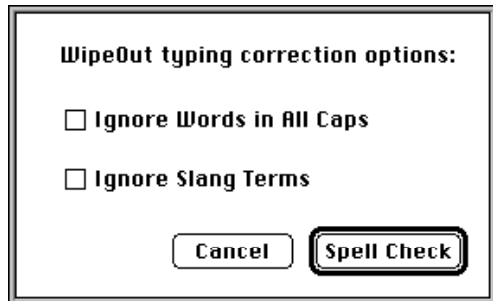 WipeOut typing correction options:
Ignore Words in All Caps
Ignore Slang Terms
Cancel Spell Check